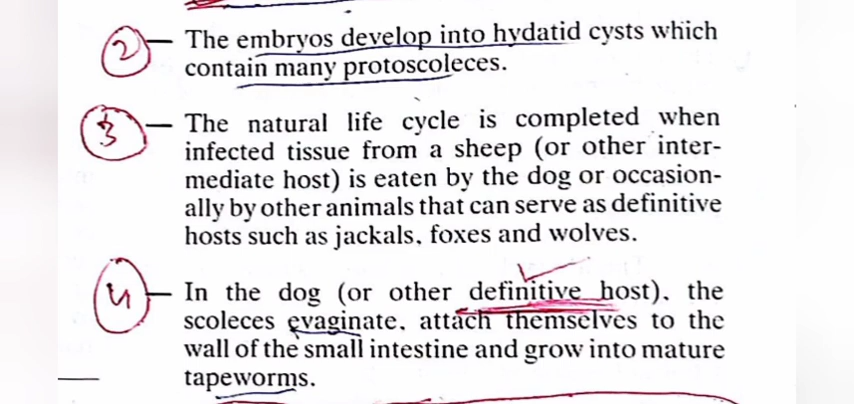 2 — The embryos develop into hydatid cysts which
contain many protoscoleces.
3 — The natural life cycle is completed when
infected tissue from a sheep (or other inter-
mediate host) is eaten by the dog or occasion-
ally by other animals that can serve as definitive
hosts such as jackals, foxes and wolves.
4 — In the dog (or other definitive host), the
scoleces evaginate, attach themselves to the
wall of the small intestine and grow into mature
tapeworms.